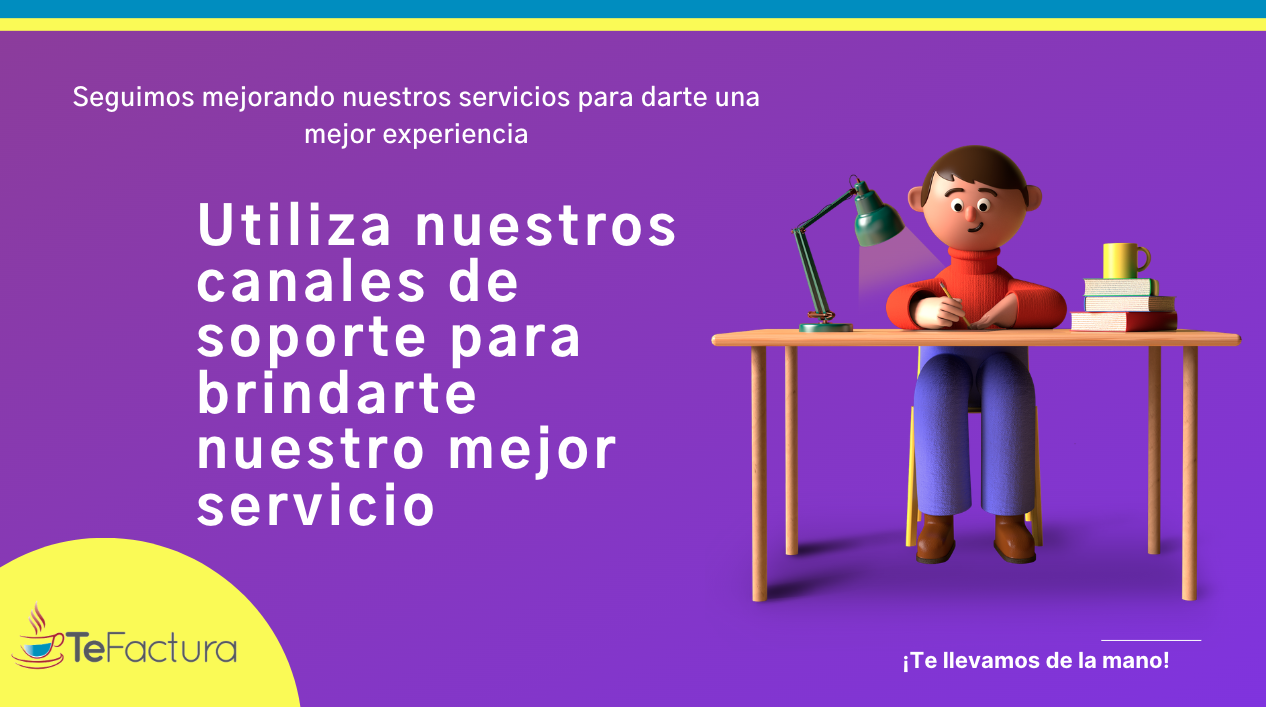 Seguimos mejorando nuestros servicios para darte una
mejor experiencia
Utiliza nuestros
canales de
soporte para
brindarte
nuestro mejor
servicio
TeFactura
¡Te llevamos de la mano!